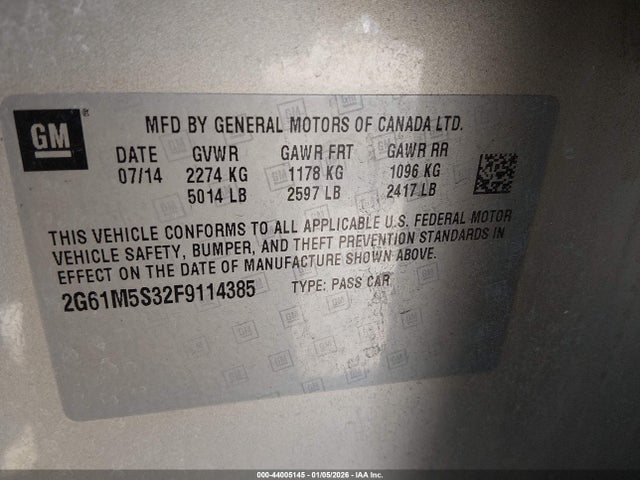 GM
MFD BY GENERAL MOTORS OF CANADA LTD.
DATE GVWR GAWR FRT GAWR RR
07/14 2274 KG 1178 KG 1096 KG
5014 LB 2597 LB 2417 LB
THIS VEHICLE CONFORMS TO ALL APPLICABLE U.S. FEDERAL MOTOR
VEHICLE SAFETY, BUMPER, AND THEFT PREVENTION STANDARDS IN
EFFECT ON THE DATE OF MANUFACTURE SHOWN ABOVE.
2G61M5S32F9114385 TYPE: PASS CAR
000-44005145 | 01/05/2026 | IAA Inc.